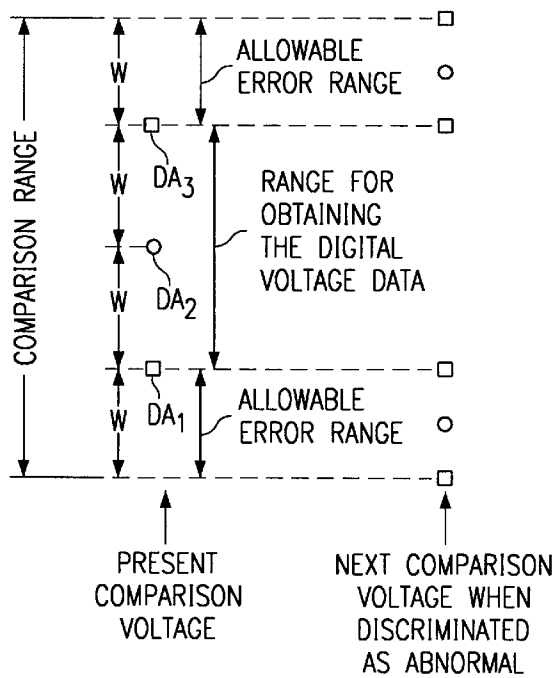 COMPARISON RANGE
W
W
W
W
ALLOWABLE
ERROR RANGE
DA3
RANGE FOR
OBTAINING
THE DIGITAL
VOLTAGE DATA
DA2
DA1
ALLOWABLE
ERROR RANGE
PRESENT
COMPARISON
VOLTAGE
NEXT COMPARISON
VOLTAGE WHEN
DISCRIMINATED
AS ABNORMAL